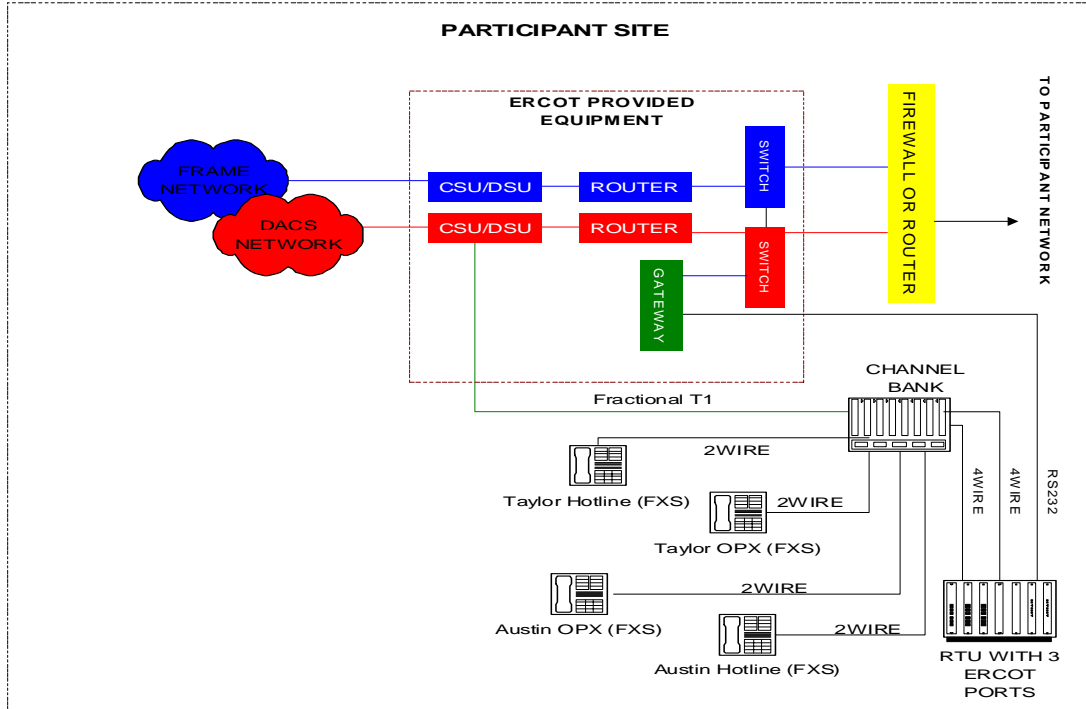 PARTICIPANT SITE
ERCOT PROVIDED
EQUIPMENT
FRAME
NETWORK
DACS
NETWORK
CSU/DSU
ROUTER
SWITCH
CSU/DSU
ROUTER
SWITCH
GATEWAY
FIREWALL OR ROUTER
TO PARTICIPANT NETWORK
Fractional T1
CHANNEL
BANK
2WIRE
Taylor Hotline (FXS)
2WIRE
Taylor OPX (FXS)
2WIRE
Austin OPX (FXS)
2WIRE
Austin Hotline (FXS)
4WIRE
4WIRE
RS232
RTU WITH 3
ERCOT
PORTS